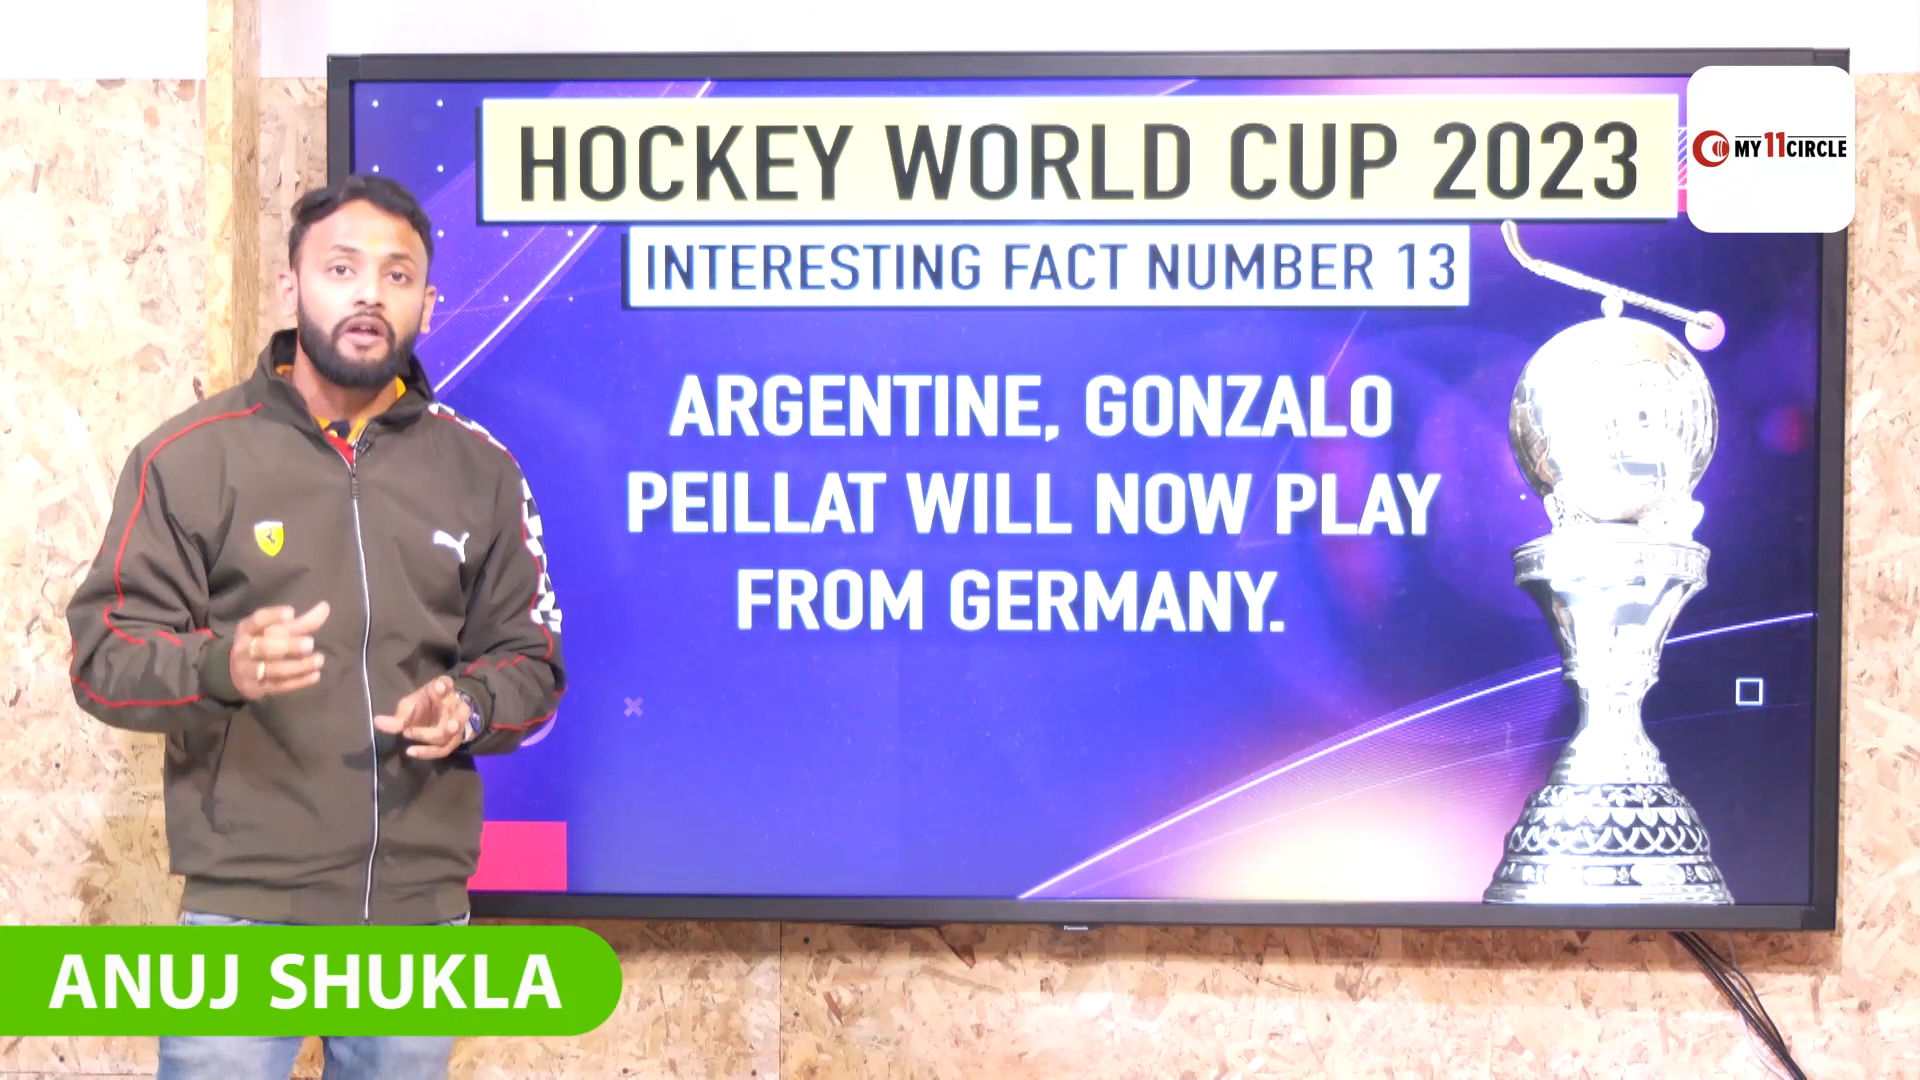 HOCKEY WORLD CUP 2023
MY11CIRCLE
INTERESTING FACT NUMBER 13
ARGENTINE, GONZALO
PEILLAT WILL NOW PLAY
FROM GERMANY.
Panasonic
ANUJ SHUKLA